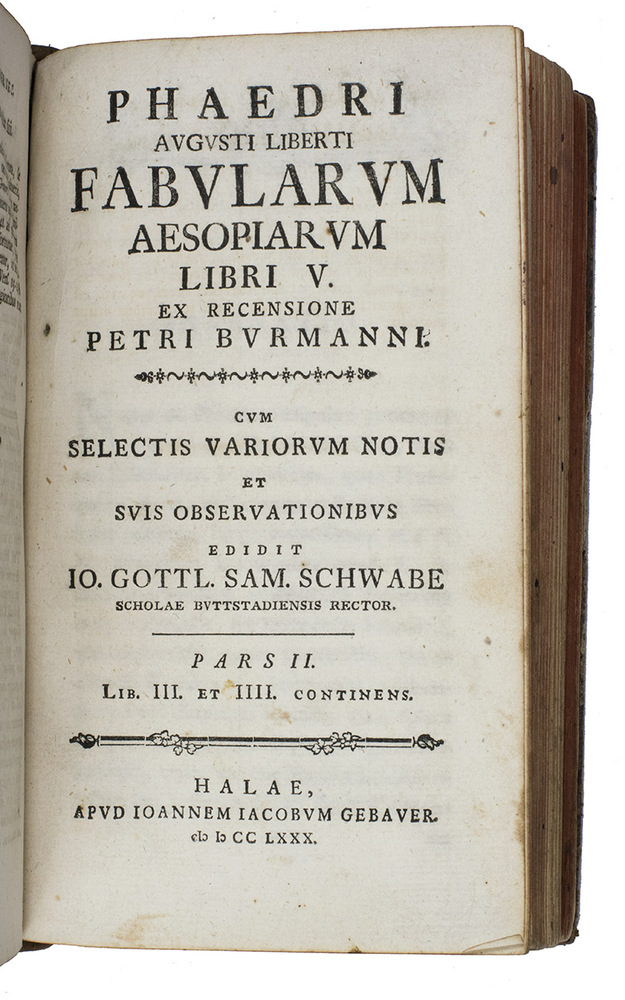 PHAEDRI
AVGVSTI LIBERTI
FABVLARVM
AESOPIARVM
LIBRI V.
EX RECENSIONE
PETRI BVRMANNI.
CVM
SELECTIS VARIORVM NOTIS
ET
SVIS OBSERVATIONIBVS
EDIDIT
IO. GOTTL. SAM. SCHWABE
SCHOLAE BVTTSTADIENSIS RECTOR.
PARS II.
LIB. III. ET IIII. CONTINENS.
HALAE,
APVD IOANNEM IACOBVM GEBAVER.
cIↃ IↃ CC LXXX.